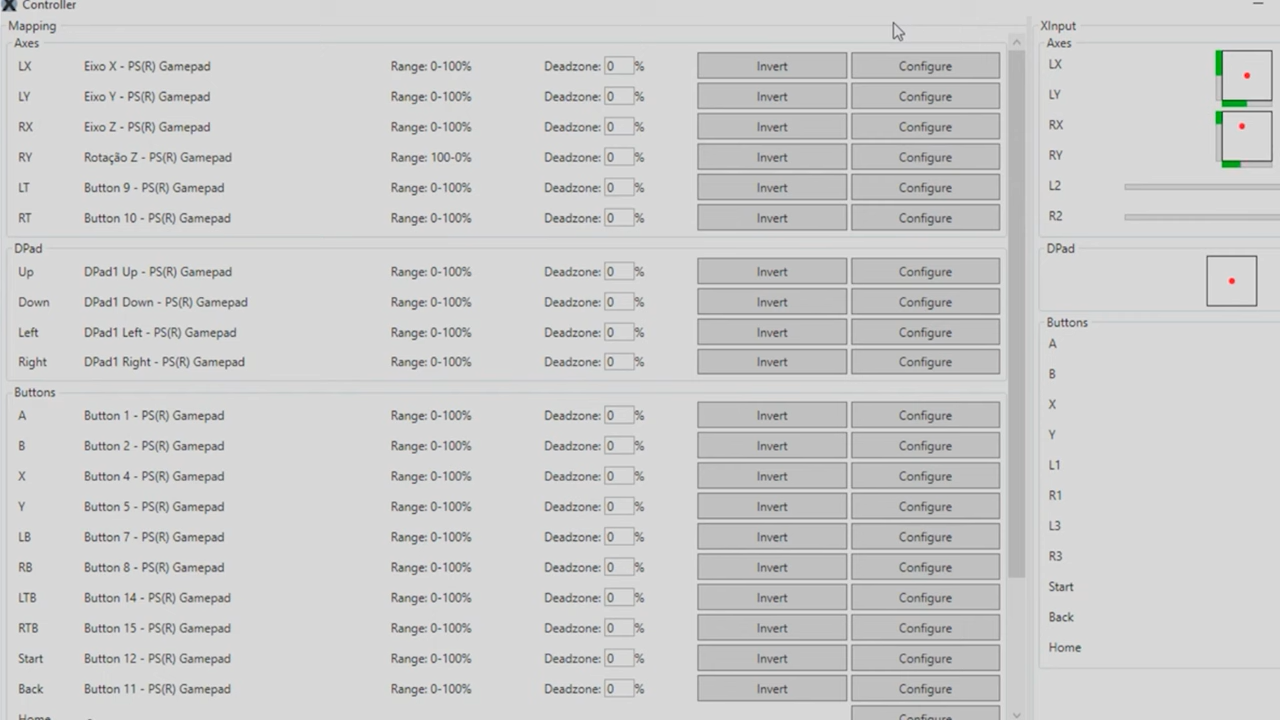 Controller
Mapping
Axes
LX Eixo X - PS(R) Gamepad Range: 0-100% Deadzone: 0 % Invert Configure
LY Eixo Y - PS(R) Gamepad Range: 0-100% Deadzone: 0 % Invert Configure
RX Eixo Z - PS(R) Gamepad Range: 0-100% Deadzone: 0 % Invert Configure
RY Rotação Z - PS(R) Gamepad Range: 100-0% Deadzone: 0 % Invert Configure
LT Button 9 - PS(R) Gamepad Range: 0-100% Deadzone: 0 % Invert Configure
RT Button 10 - PS(R) Gamepad Range: 0-100% Deadzone: 0 % Invert Configure
DPad
Up DPad1 Up - PS(R) Gamepad Range: 0-100% Deadzone: 0 % Invert Configure
Down DPad1 Down - PS(R) Gamepad Range: 0-100% Deadzone: 0 % Invert Configure
Left DPad1 Left - PS(R) Gamepad Range: 0-100% Deadzone: 0 % Invert Configure
Right DPad1 Right - PS(R) Gamepad Range: 0-100% Deadzone: 0 % Invert Configure
Buttons
A Button 1 - PS(R) Gamepad Range: 0-100% Deadzone: 0 % Invert Configure
B Button 2 - PS(R) Gamepad Range: 0-100% Deadzone: 0 % Invert Configure
X Button 4 - PS(R) Gamepad Range: 0-100% Deadzone: 0 % Invert Configure
Y Button 5 - PS(R) Gamepad Range: 0-100% Deadzone: 0 % Invert Configure
LB Button 7 - PS(R) Gamepad Range: 0-100% Deadzone: 0 % Invert Configure
RB Button 8 - PS(R) Gamepad Range: 0-100% Deadzone: 0 % Invert Configure
LTB Button 14 - PS(R) Gamepad Range: 0-100% Deadzone: 0 % Invert Configure
RTB Button 15 - PS(R) Gamepad Range: 0-100% Deadzone: 0 % Invert Configure
Start Button 12 - PS(R) Gamepad Range: 0-100% Deadzone: 0 % Invert Configure
Back Button 11 - PS(R) Gamepad Range: 0-100% Deadzone: 0 % Invert Configure
Home - Configure
XInput
Axes
LX
LY
RX
RY
L2
R2
DPad
Buttons
A
B
X
Y
L1
R1
L3
R3
Start
Back
Home